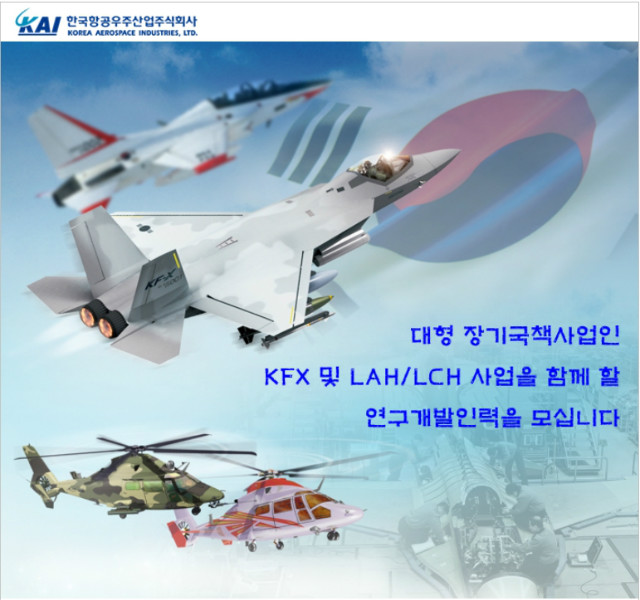 KAI 한국항공우주산업주식회사
KOREA AEROSPACE INDUSTRIES, LTD.
KF-X
대형 장기국책사업인
KFX 및 LAH/LCH 사업을 함께 할
연구개발인력을 모십니다